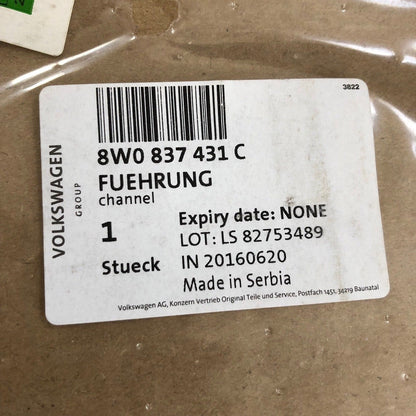 3822
VOLKSWAGEN
GROUP
8W0 837 431 C
FUEHRUNG
channel
1
Stueck
Expiry date: NONE
LOT: LS 82753489
IN 20160620
Made in Serbia
Volkswagen AG, Konzern Vertrieb Original Teile und Service, Postfach 1451, 34219 Baunatal